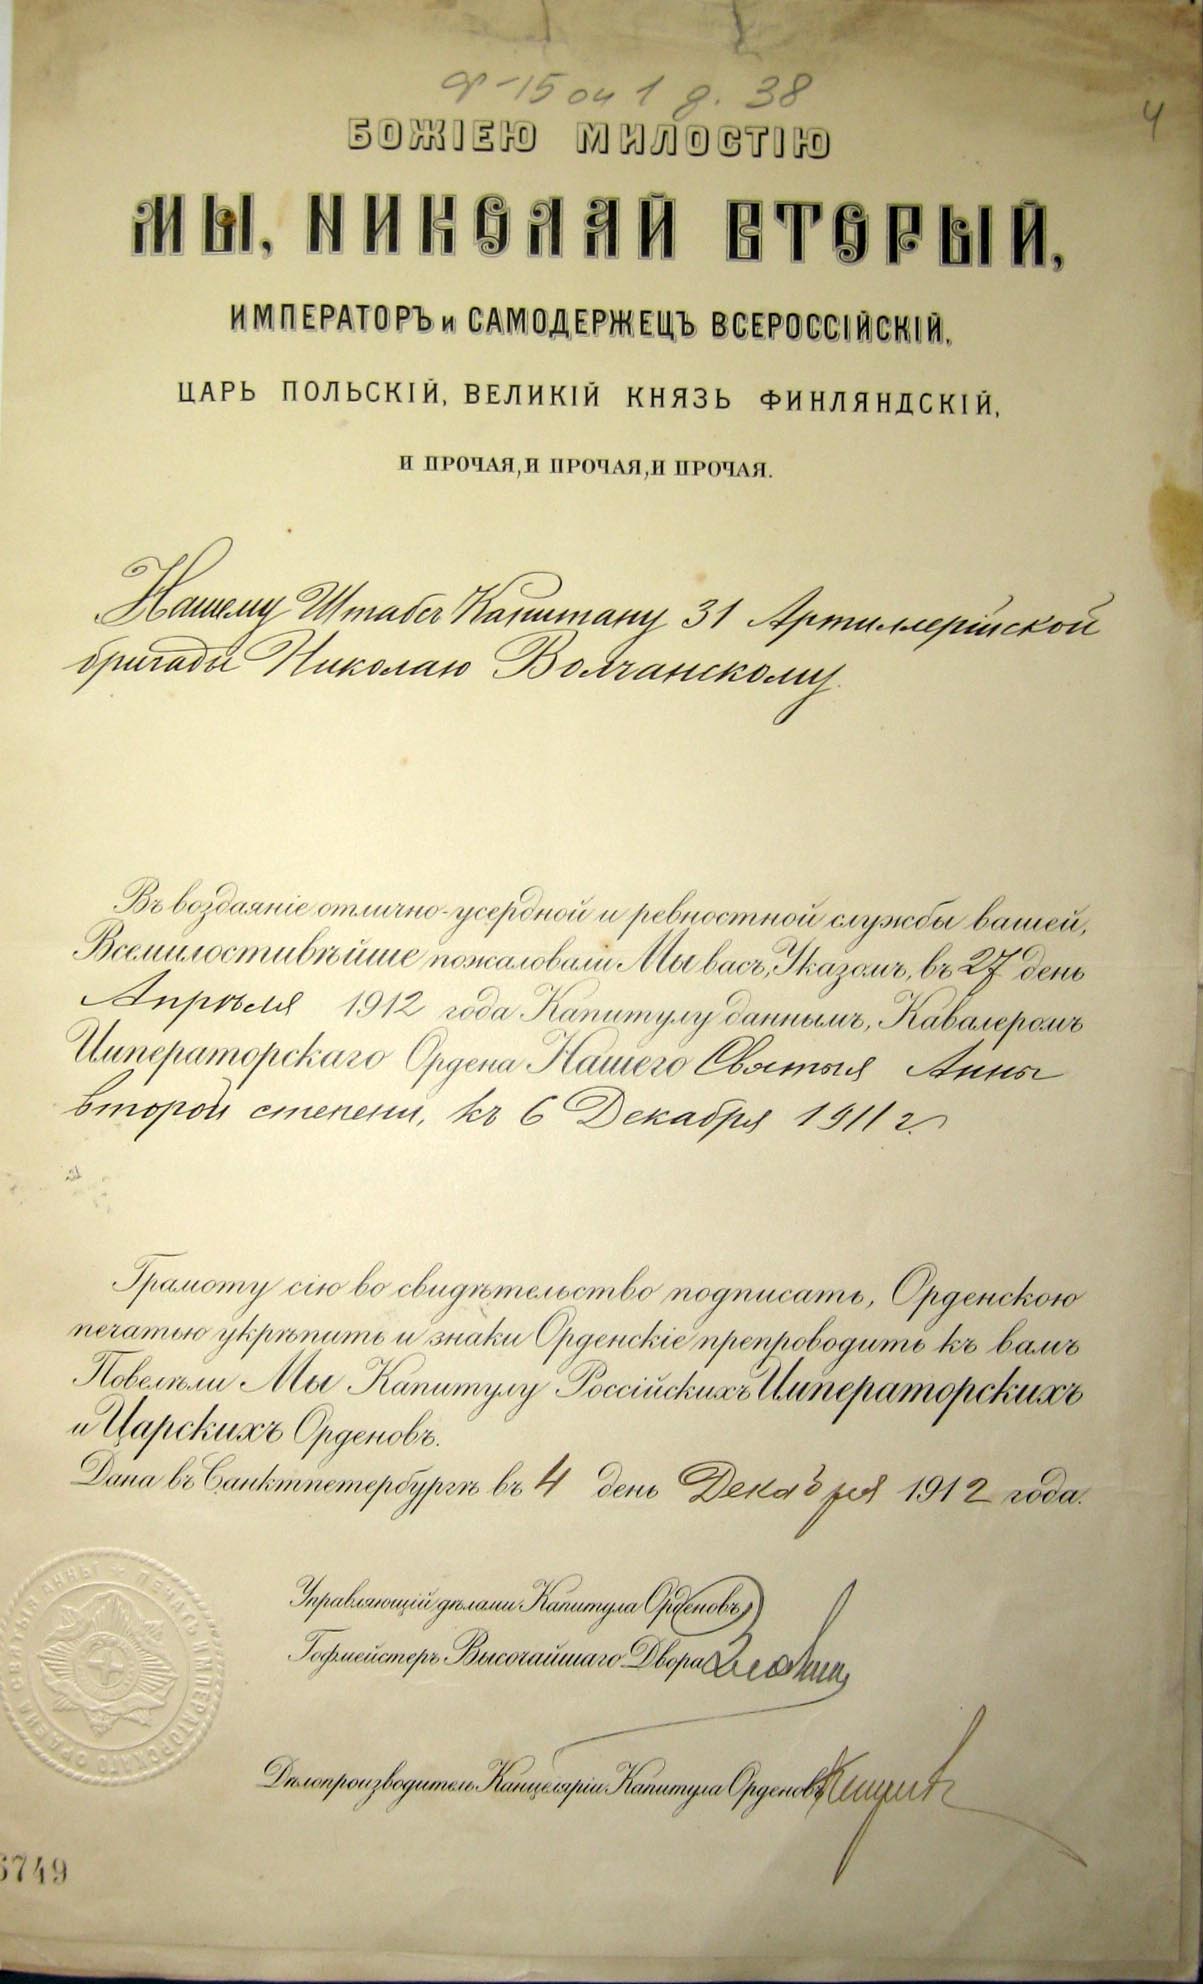 ф-15 оп 1 д. 38
4
БОЖІЕЮ МИЛОСТІЮ
МЫ, НИКОЛАЙ ВТОРЫЙ,
ИМПЕРАТОРЪ и САМОДЕРЖЕЦЪ ВСЕРОССІЙСКІЙ,
ЦАРЬ ПОЛЬСКІЙ, ВЕЛИКІЙ КНЯЗЬ ФИНЛЯНДСКІЙ,
И ПРОЧАЯ, И ПРОЧАЯ, И ПРОЧАЯ.
Нашему Штабсъ Капитану 31 Артиллерійской
бригады Николаю Волчанскому.
Въ воздаяніе отлично-усердной и ревностной службы вашей,
Всемилостивѣйше пожаловали Мы васъ, Указомъ, въ 27 день
Апрѣля 1912 года Капитулу даннымъ, Кавалеромъ
Императорскаго Ордена Нашего Святыя Анны
второй степени, къ 6 Декабря 1911 г.
Грамоту сію во свидѣтельство подписать, Орденскою
печатью укрѣпить и знаки Орденскіе препроводить къ вамъ
Повелѣли Мы Капитулу Россійскихъ Императорскихъ
и Царскихъ Орденовъ.
Дана въ Санктпетербургѣ въ 4 день Декабря 1912 года.
Управляющій дѣлами Капитула Орденовъ,
Гофмейстеръ Высочайшаго Двора
Дѣлопроизводитель Канцеляріи Капитула Орденовъ
ПЕЧАТЬ ИМПЕРАТОРСКАГО ОРДЕНА СВЯТЫЯ АННЫ
6749